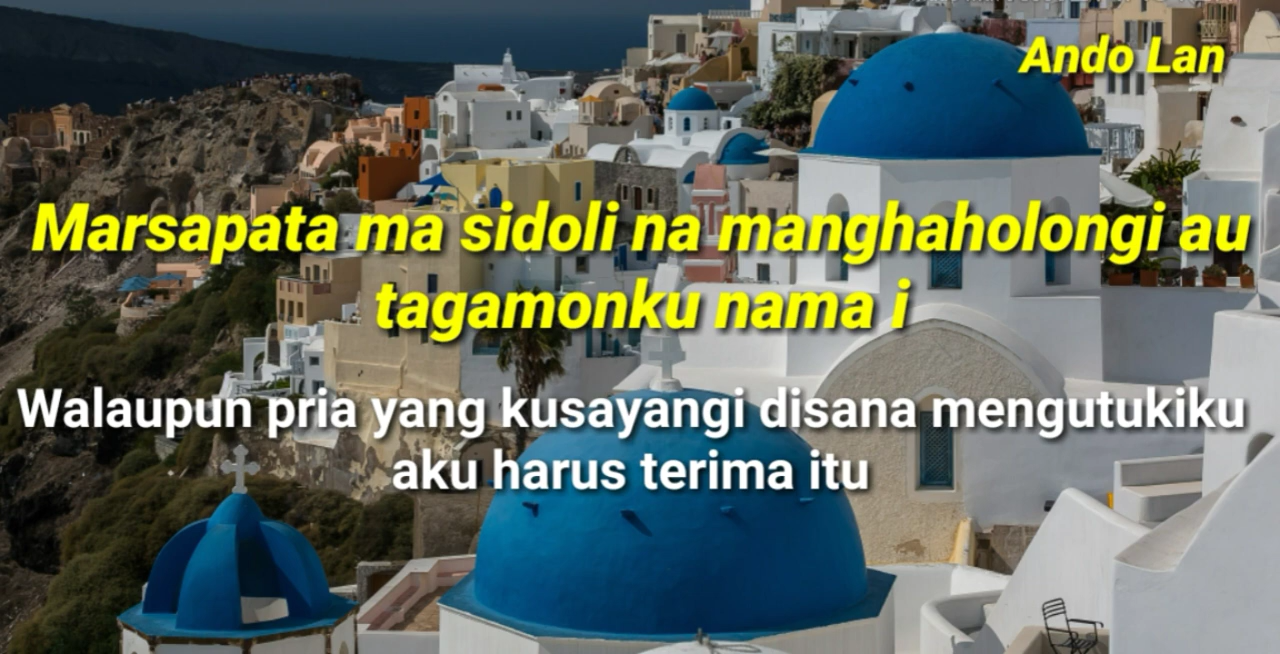 Ando Lan
Marsapata ma sidoli na manghaholongi au
tagamonku nama i
Walaupun pria yang kusayangi disana mengutukiku
aku harus terima itu